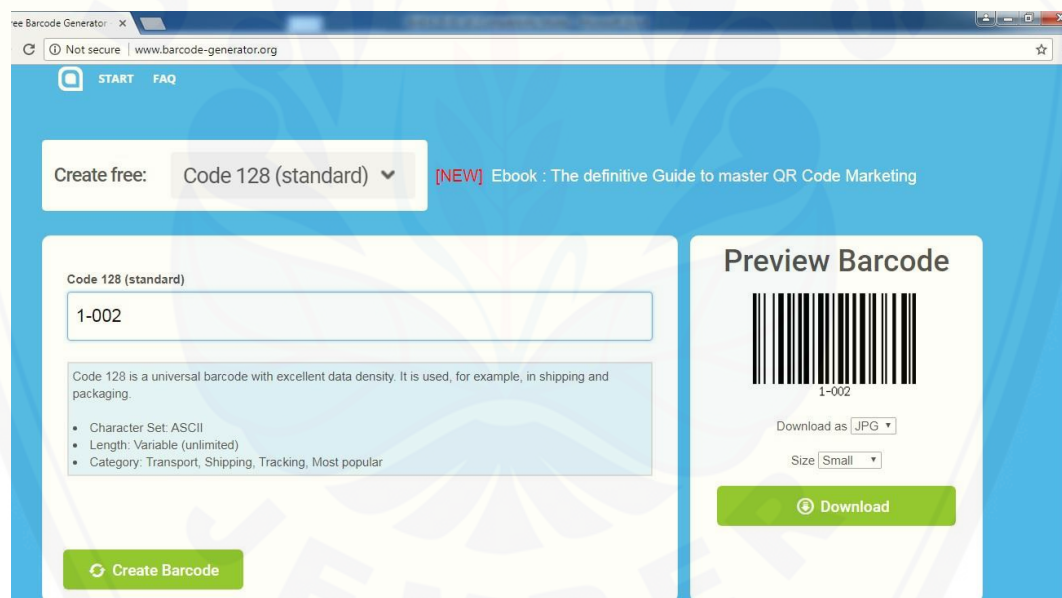 ree Barcode Generator
Not secure | www.barcode-generator.org
START FAQ
Create free: Code 128 (standard)
[NEW] Ebook : The definitive Guide to master QR Code Marketing
Code 128 (standard)
1-002
Code 128 is a universal barcode with excellent data density. It is used, for example, in shipping and
packaging.
• Character Set: ASCII
• Length: Variable (unlimited)
• Category: Transport, Shipping, Tracking, Most popular
Create Barcode
Preview Barcode
1-002
Download as JPG
Size Small
Download